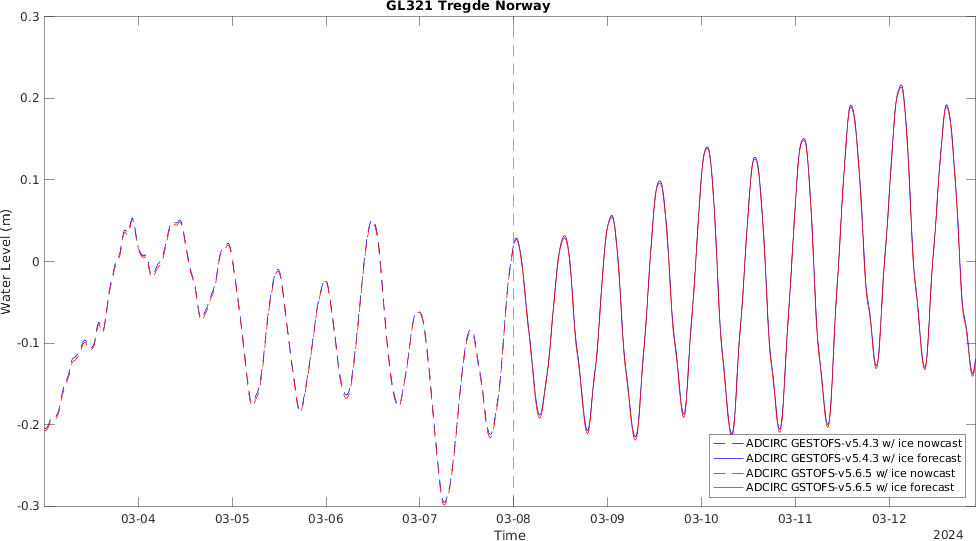 GL321 Tregde Norway
0.3
0.2
0.1
0
-0.1
-0.2
-0.3
Water Level (m)
ADCIRC GESTOFS-v5.4.3 w/ ice nowcast
ADCIRC GESTOFS-v5.4.3 w/ ice forecast
ADCIRC GSTOFS-v5.6.5 w/ ice nowcast
ADCIRC GSTOFS-v5.6.5 w/ ice forecast
03-04 03-05 03-06 03-07 03-08 03-09 03-10 03-11 03-12
Time
2024